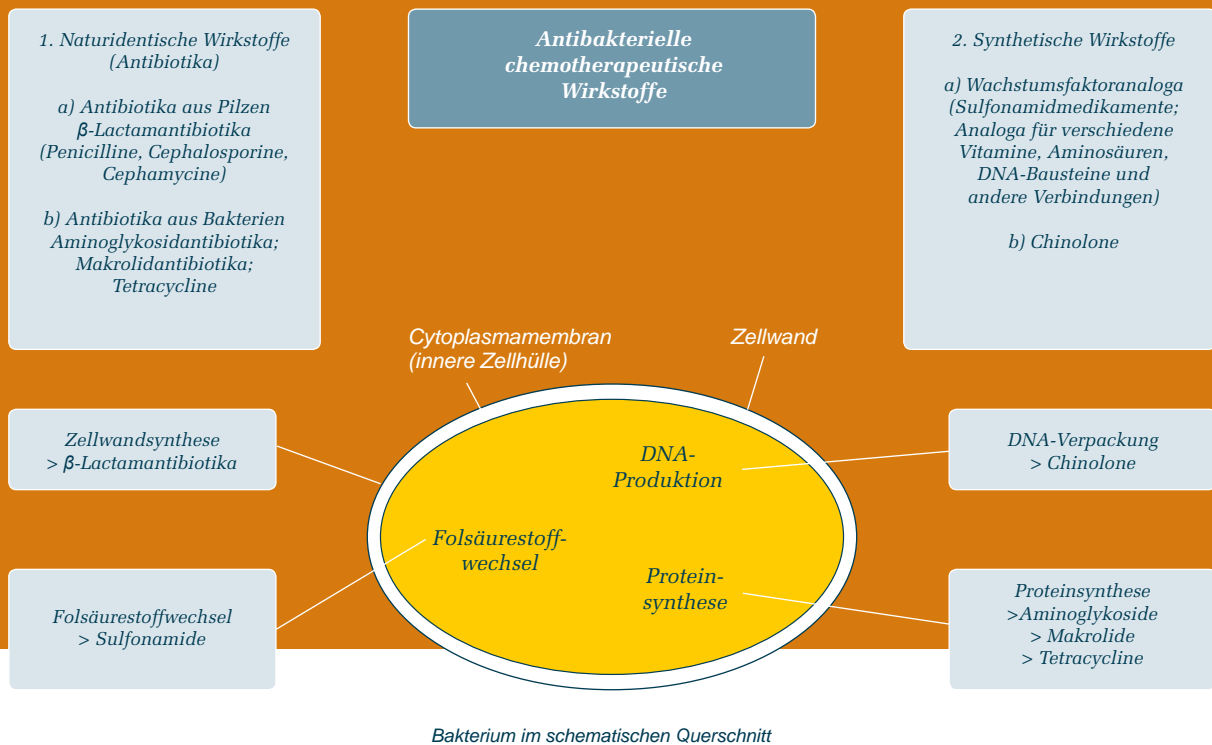 1. Naturidentische Wirkstoffe
(Antibiotika)
a) Antibiotika aus Pilzen
β-Lactamantibiotika
(Penicilline, Cephalosporine,
Cephamycine)
b) Antibiotika aus Bakterien
Aminoglykosidantibiotika;
Makrolidantibiotika;
Tetracycline
Antibakterielle
chemotherapeutische
Wirkstoffe
2. Synthetische Wirkstoffe
a) Wachstumsfaktoranaloga
(Sulfonamidmedikamente;
Analoga für verschiedene
Vitamine, Aminosäuren,
DNA-Bausteine und
andere Verbindungen)
b) Chinolone
Cytoplasmamembran
(innere Zellhülle)
Zellwand
Zellwandsynthese
> β-Lactamantibiotika
DNA-
Produktion
DNA-Verpackung
> Chinolone
Folsäurestoff-
wechsel
Protein-
synthese
Folsäurestoffwechsel
> Sulfonamide
Proteinsynthese
>Aminoglykoside
> Makrolide
> Tetracycline
Bakterium im schematischen Querschnitt